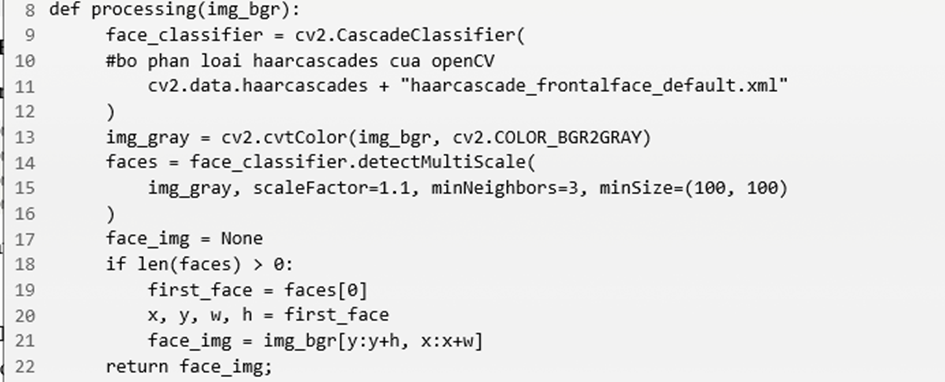 8 def processing(img_bgr):
9 face_classifier = cv2.CascadeClassifier(
10 #bo phan loai haarcascades cua openCV
11 cv2.data.haarcascades + "haarcascade_frontalface_default.xml"
12 )
13 img_gray = cv2.cvtColor(img_bgr, cv2.COLOR_BGR2GRAY)
14 faces = face_classifier.detectMultiScale(
15 img_gray, scaleFactor=1.1, minNeighbors=3, minSize=(100, 100)
16 )
17 face_img = None
18 if len(faces) > 0:
19 first_face = faces[0]
20 x, y, w, h = first_face
21 face_img = img_bgr[y:y+h, x:x+w]
22 return face_img;